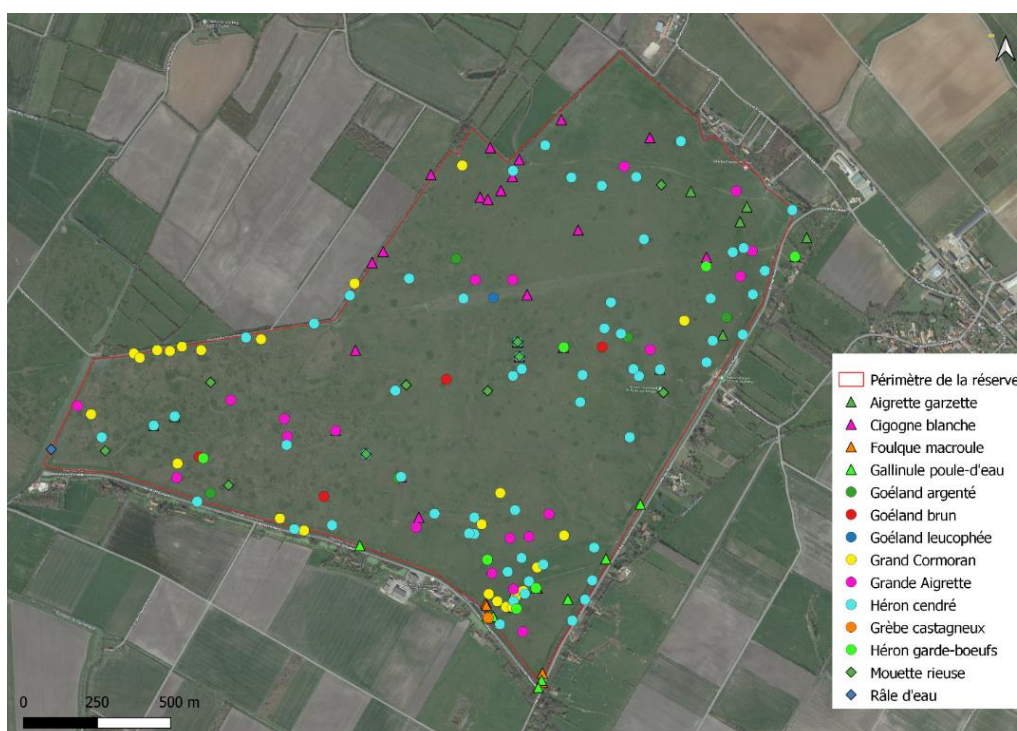 Périmètre de la réserve
Aigrette garzette
Cigogne blanche
Foulque macroule
Gallinule poule-d'eau
Goéland argenté
Goéland brun
Goéland leucophée
Grand Cormoran
Grande Aigrette
Héron cendré
Grèbe castagneux
Héron garde-boeufs
Mouette rieuse
Râle d'eau
0 250 500 m